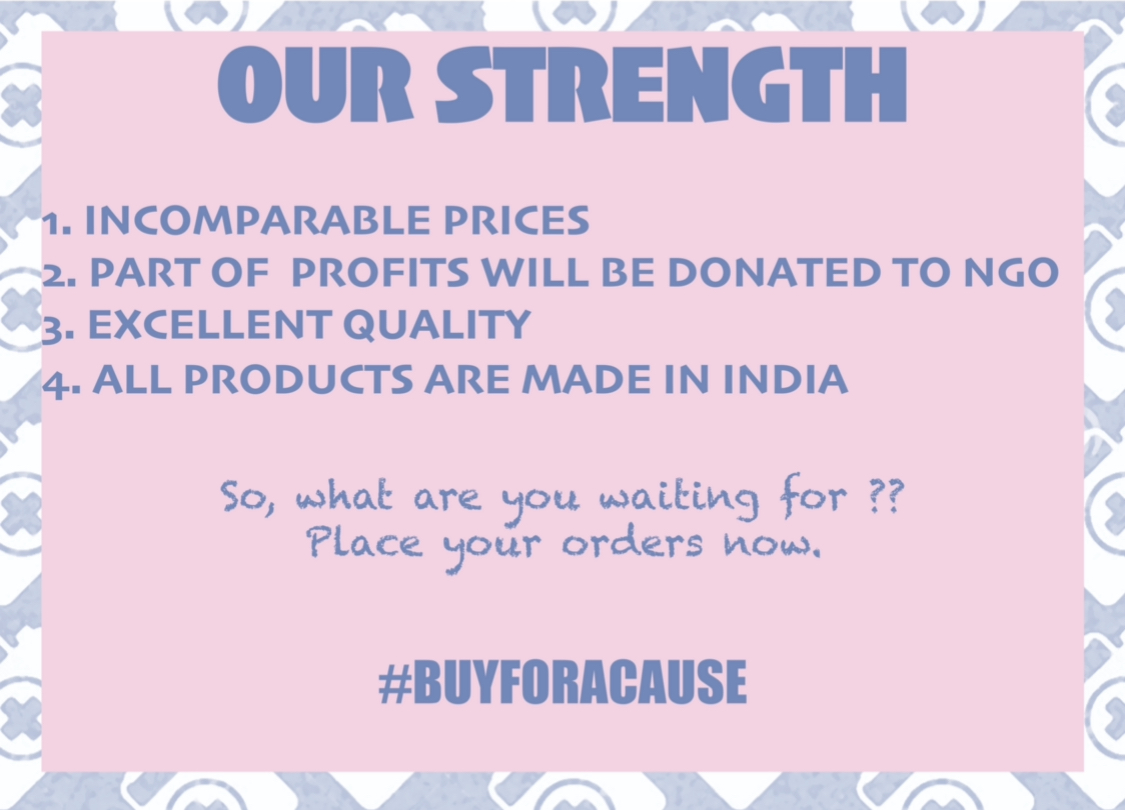 OUR STRENGTH
1. INCOMPARABLE PRICES
2. PART OF PROFITS WILL BE DONATED TO NGO
3. EXCELLENT QUALITY
4. ALL PRODUCTS ARE MADE IN INDIA
So, what are you waiting for ??
Place your orders now.
#BUYFORACAUSE